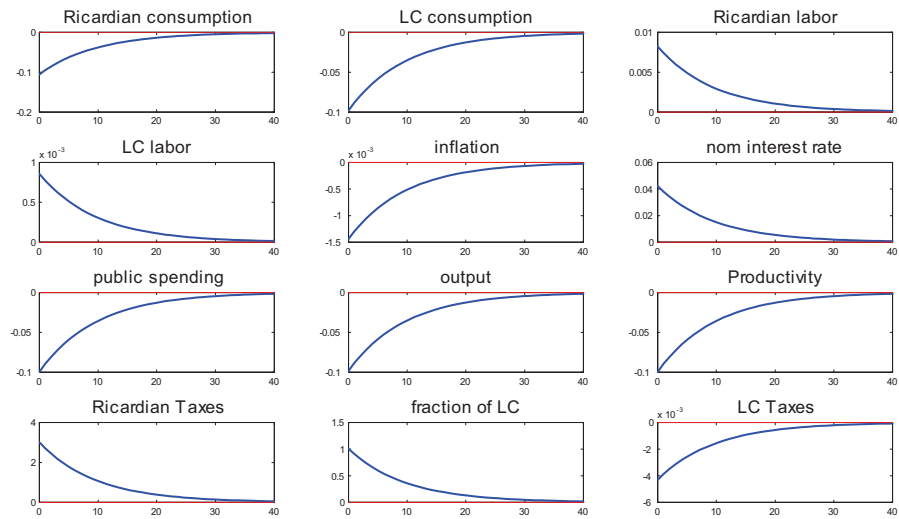 Ricardian consumption
LC consumption
Ricardian labor
0
-0.1
-0.2
0 10 20 30 40
0
-0.05
-0.1
0 10 20 30 40
0.01
0.005
0
0 10 20 30 40
LC labor
inflation
nom interest rate
x 10⁻³
1
0.5
0
0 10 20 30 40
x 10⁻³
0
-0.5
-1
-1.5
0 10 20 30 40
0.06
0.04
0.02
0
0 10 20 30 40
public spending
output
Productivity
0
-0.05
-0.1
0 10 20 30 40
0
-0.05
-0.1
0 10 20 30 40
0
-0.05
-0.1
0 10 20 30 40
Ricardian Taxes
fraction of LC
LC Taxes
4
2
0
0 10 20 30 40
1.5
1
0.5
0
0 10 20 30 40
x 10⁻³
0
-2
-4
-6
0 10 20 30 40